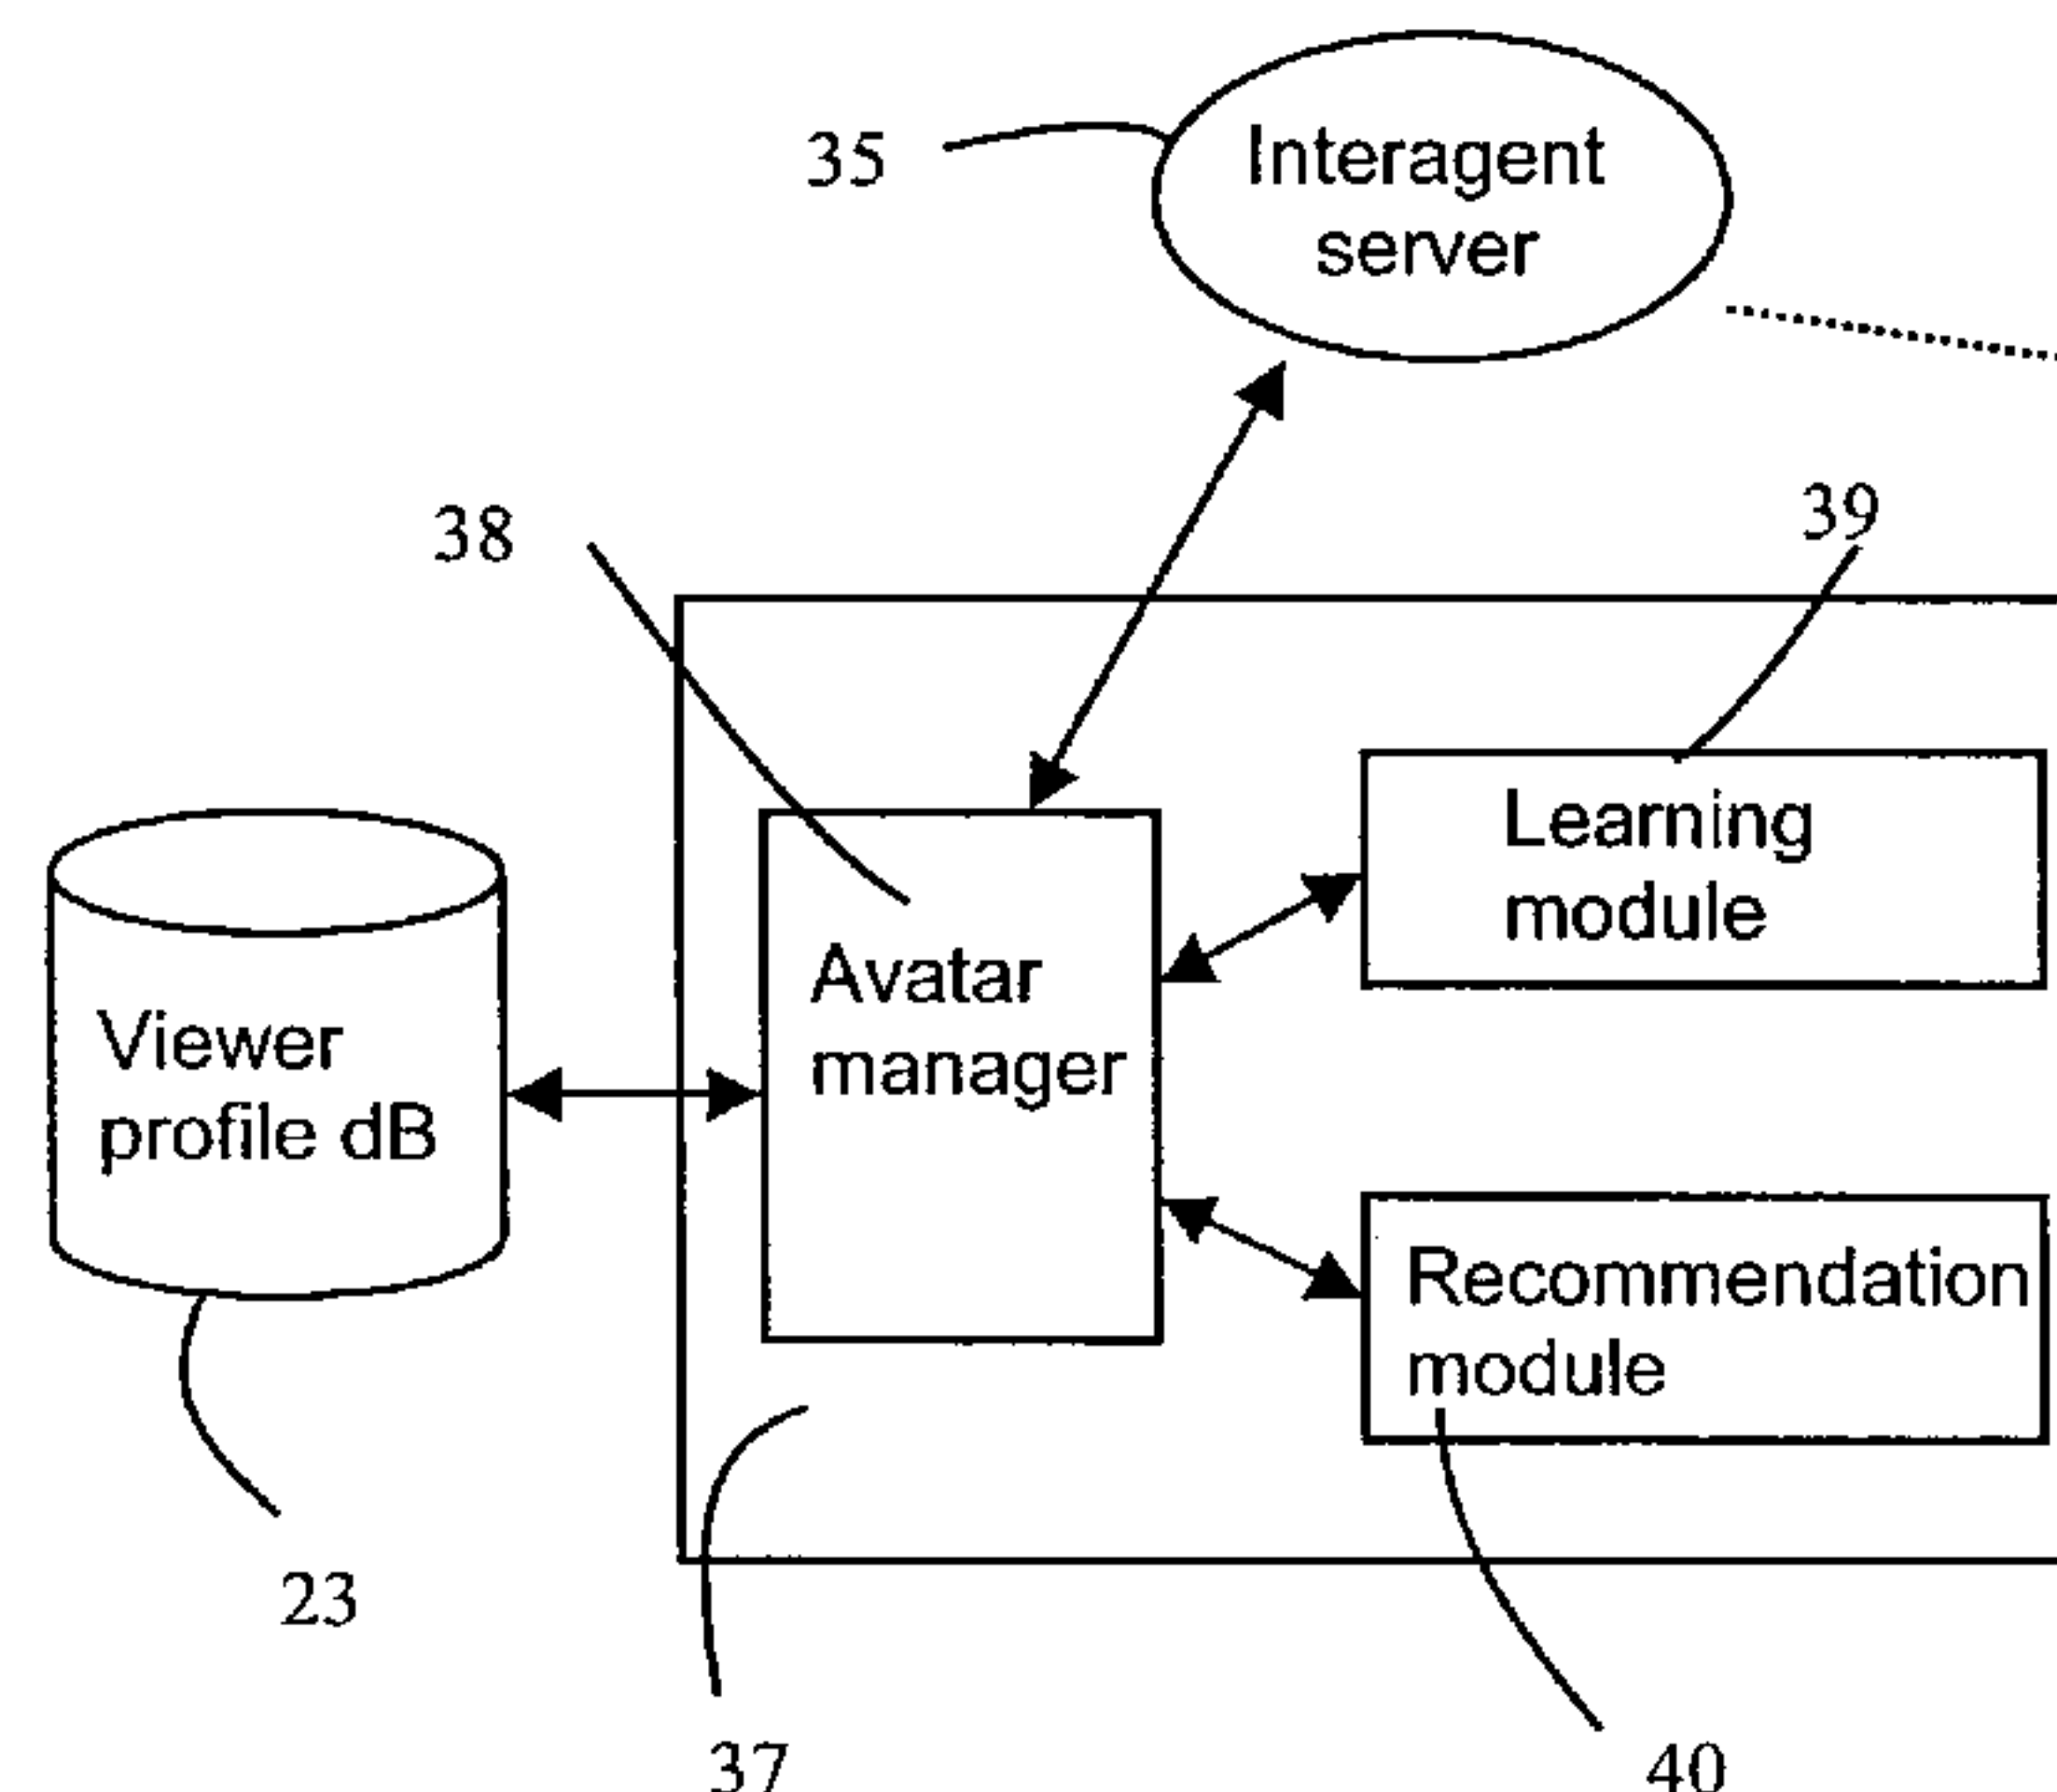 35
Interagent
server
38
39
Learning
module
Avatar
manager
Viewer
profile dB
Recommendation
module
23
37
40